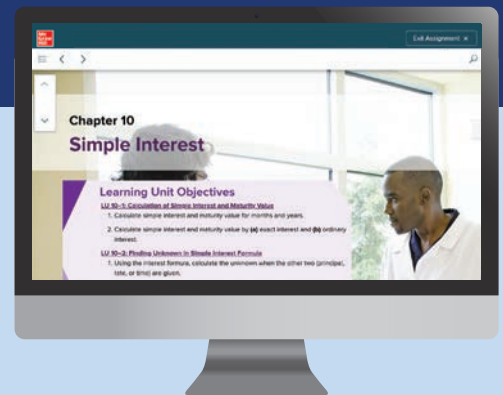 Mc
Graw
Hill
Exit Assignment ×
Chapter 10
Simple Interest
Learning Unit Objectives
LU 10–1: Calculation of Simple Interest and Maturity Value
1. Calculate simple interest and maturity value for months and years.
2. Calculate simple interest and maturity value by (a) exact interest and (b) ordinary
interest.
LU 10–2: Finding Unknown in Simple Interest Formula
1. Using the interest formula, calculate the unknown when the other two (principal,
rate, or time) are given.